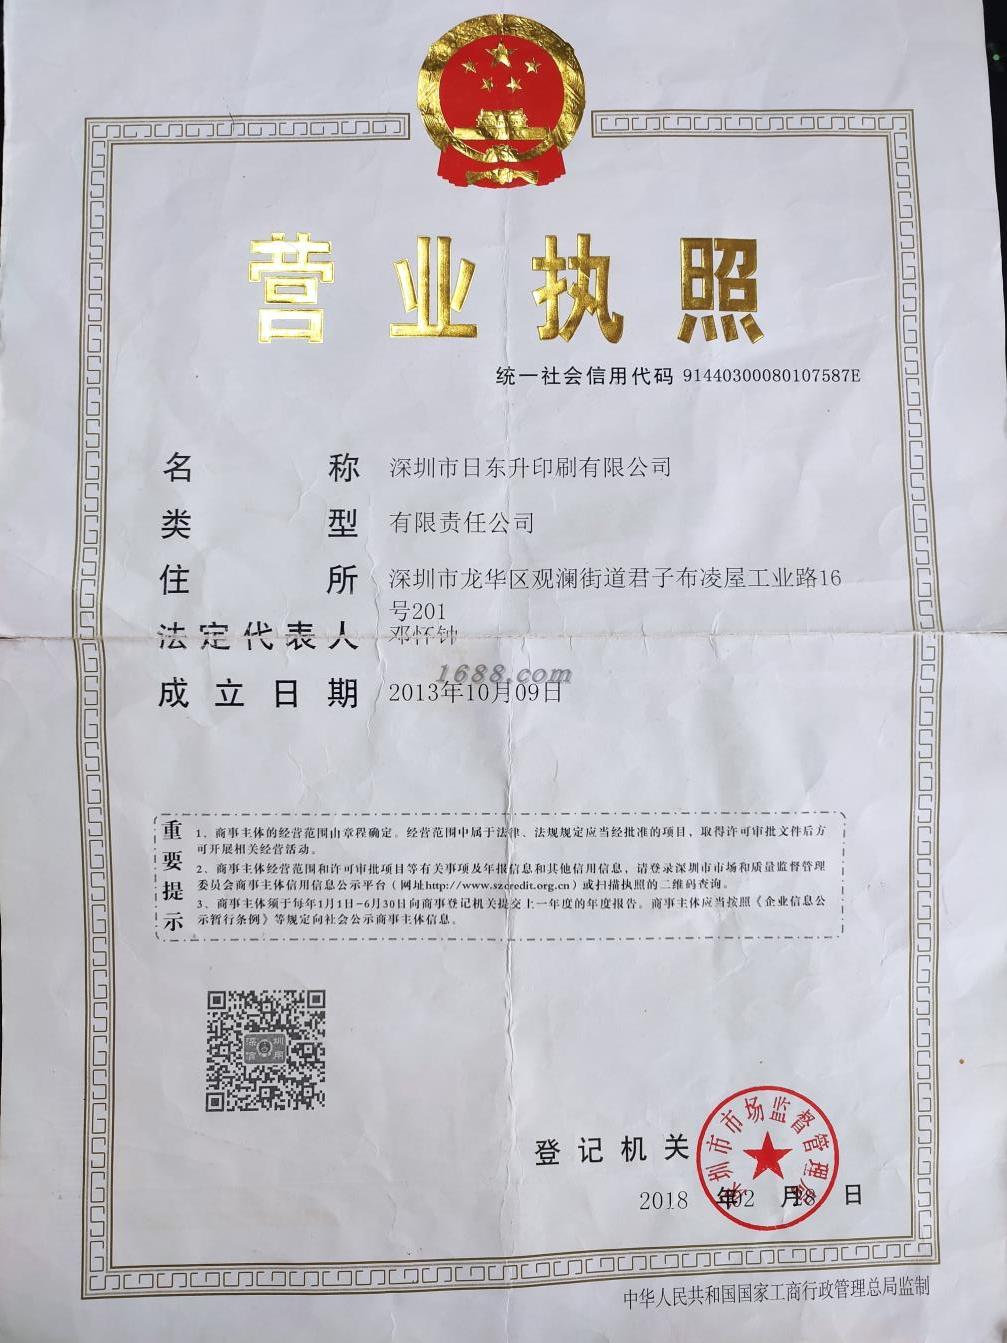 营业执照
统一社会信用代码 91440300080107587E
名称 深圳市日东升印刷有限公司
类型 有限责任公司
住所 深圳市龙华区观澜街道君子布凌屋工业路16
号201
法定代表人 邓怀钟
1688.com
成立日期 2013年10月09日
重要提示
1、商事主体的经营范围由章程确定。经营范围中属于法律、法规规定应当经批准的项目，取得许可审批文件后方
可开展相关经营活动。
2、商事主体经营范围和许可审批项目等有关事项及年报信息和其他信用信息，请登录深圳市市场和质量监督管理
委员会商事主体信用信息公示平台（网址http://www.szcredit.org.cn）或扫描执照的二维码查询。
3、商事主体须于每年1月1日-6月30日向商事登记机关提交上一年度的年度报告。商事主体应当按照《企业信息公
示暂行条例》等规定向社会公示商事主体信息。
深圳信用
登记机关
深圳市市场监督管理局
2018 年02 月28 日
中华人民共和国国家工商行政管理总局监制